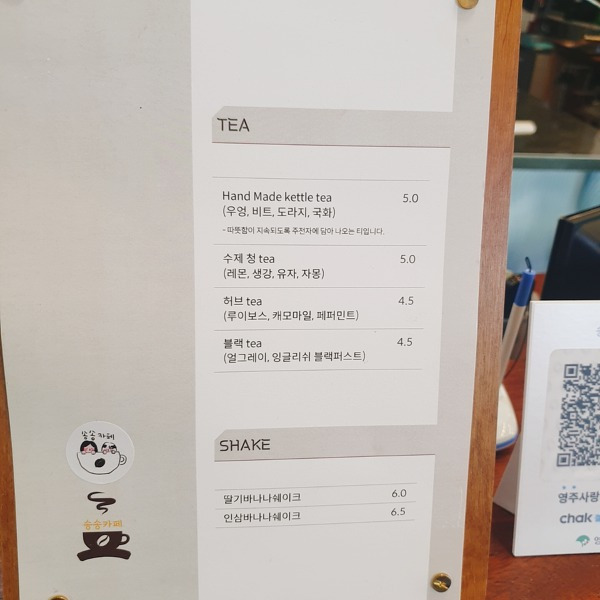 TEA
Hand Made kettle tea 5.0
(우엉, 비트, 도라지, 국화)
- 따뜻함이 지속되도록 주전자에 담아 나오는 티입니다.
수제 청 tea 5.0
(레몬, 생강, 유자, 자몽)
허브 tea 4.5
(루이보스, 캐모마일, 페퍼민트)
블랙 tea 4.5
(얼그레이, 잉글리쉬 블랙퍼스트)
SHAKE
딸기바나나쉐이크 6.0
인삼바나나쉐이크 6.5
쏭쏭카페
송송카페
영주사랑
chak